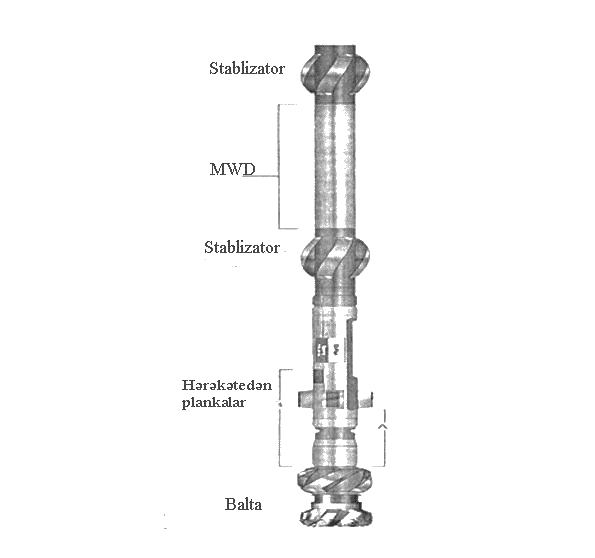 Stablizator
MWD
Stablizator
Hərəkətedən
plankalar
Balta